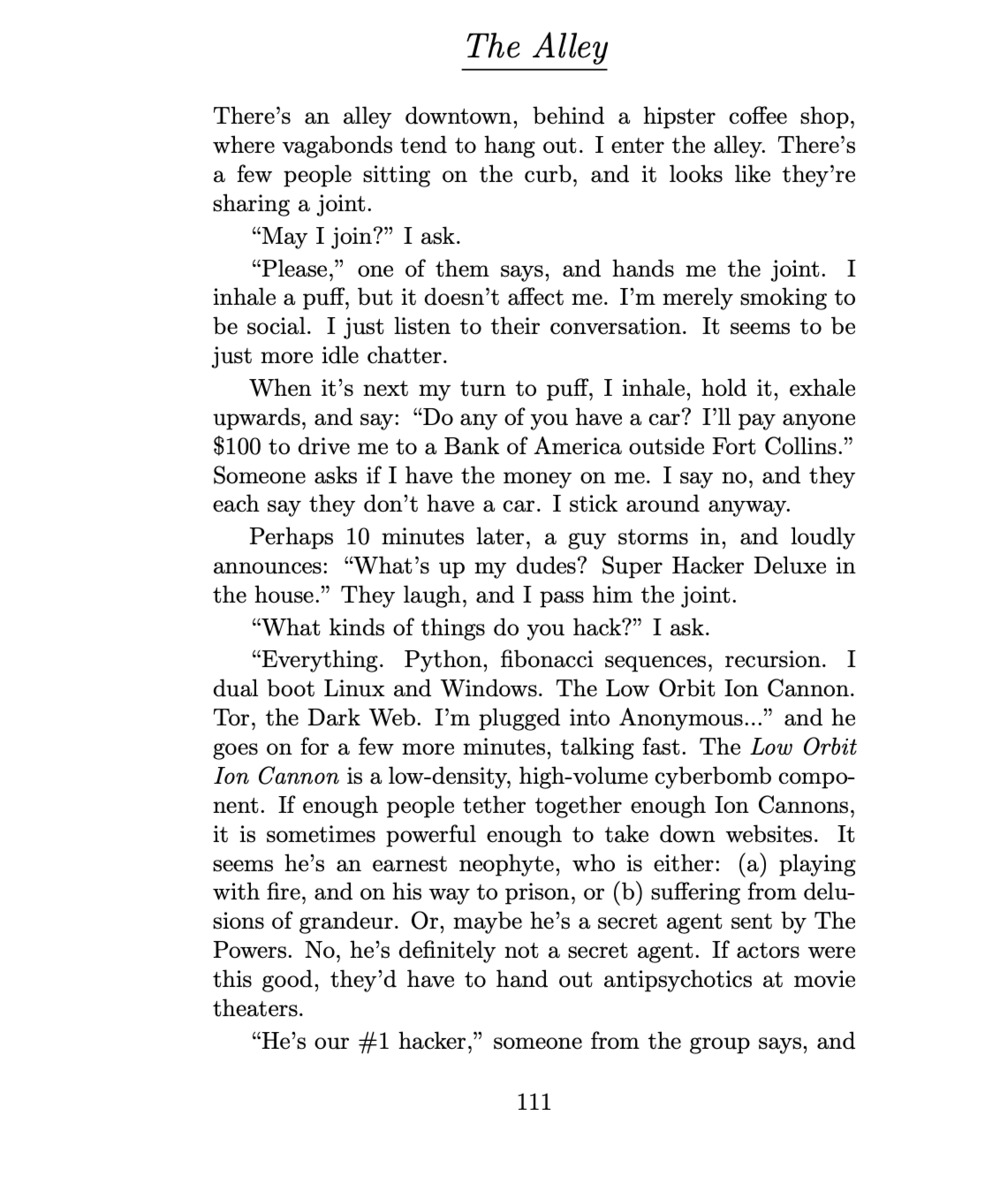 The Alley
There's an alley downtown, behind a hipster coffee shop,
where vagabonds tend to hang out. I enter the alley. There's
a few people sitting on the curb, and it looks like they're
sharing a joint.
“May I join?” I ask.
“Please,” one of them says, and hands me the joint. I
inhale a puff, but it doesn't affect me. I'm merely smoking to
be social. I just listen to their conversation. It seems to be
just more idle chatter.
When it's next my turn to puff, I inhale, hold it, exhale
upwards, and say: “Do any of you have a car? I'll pay anyone
$100 to drive me to a Bank of America outside Fort Collins.”
Someone asks if I have the money on me. I say no, and they
each say they don't have a car. I stick around anyway.
Perhaps 10 minutes later, a guy storms in, and loudly
announces: “What's up my dudes? Super Hacker Deluxe in
the house.” They laugh, and I pass him the joint.
“What kinds of things do you hack?” I ask.
“Everything. Python, fibonacci sequences, recursion. I
dual boot Linux and Windows. The Low Orbit Ion Cannon.
Tor, the Dark Web. I'm plugged into Anonymous...” and he
goes on for a few more minutes, talking fast. The Low Orbit
Ion Cannon is a low-density, high-volume cyberbomb compo-
nent. If enough people tether together enough Ion Cannons,
it is sometimes powerful enough to take down websites. It
seems he's an earnest neophyte, who is either: (a) playing
with fire, and on his way to prison, or (b) suffering from delu-
sions of grandeur. Or, maybe he's a secret agent sent by The
Powers. No, he's definitely not a secret agent. If actors were
this good, they'd have to hand out antipsychotics at movie
theaters.
“He's our #1 hacker,” someone from the group says, and
111